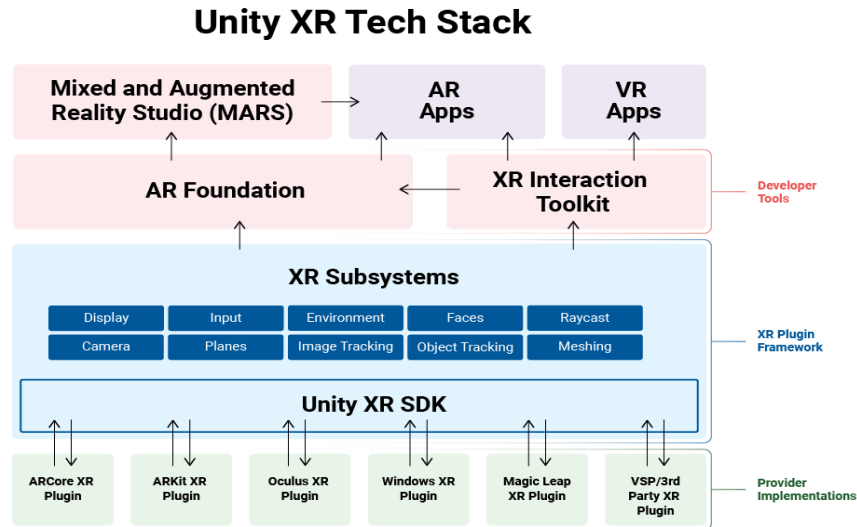 Unity XR Tech Stack
Mixed and Augmented
Reality Studio (MARS)
AR
Apps
VR
Apps
AR Foundation
XR Interaction
Toolkit
Developer
Tools
XR Subsystems
Display
Input
Environment
Faces
Raycast
Camera
Planes
Image Tracking
Object Tracking
Meshing
XR Plugin
Framework
Unity XR SDK
ARCore XR
Plugin
ARKit XR
Plugin
Oculus XR
Plugin
Windows XR
Plugin
Magic Leap
XR Plugin
VSP/3rd
Party XR
Plugin
Provider
Implementations